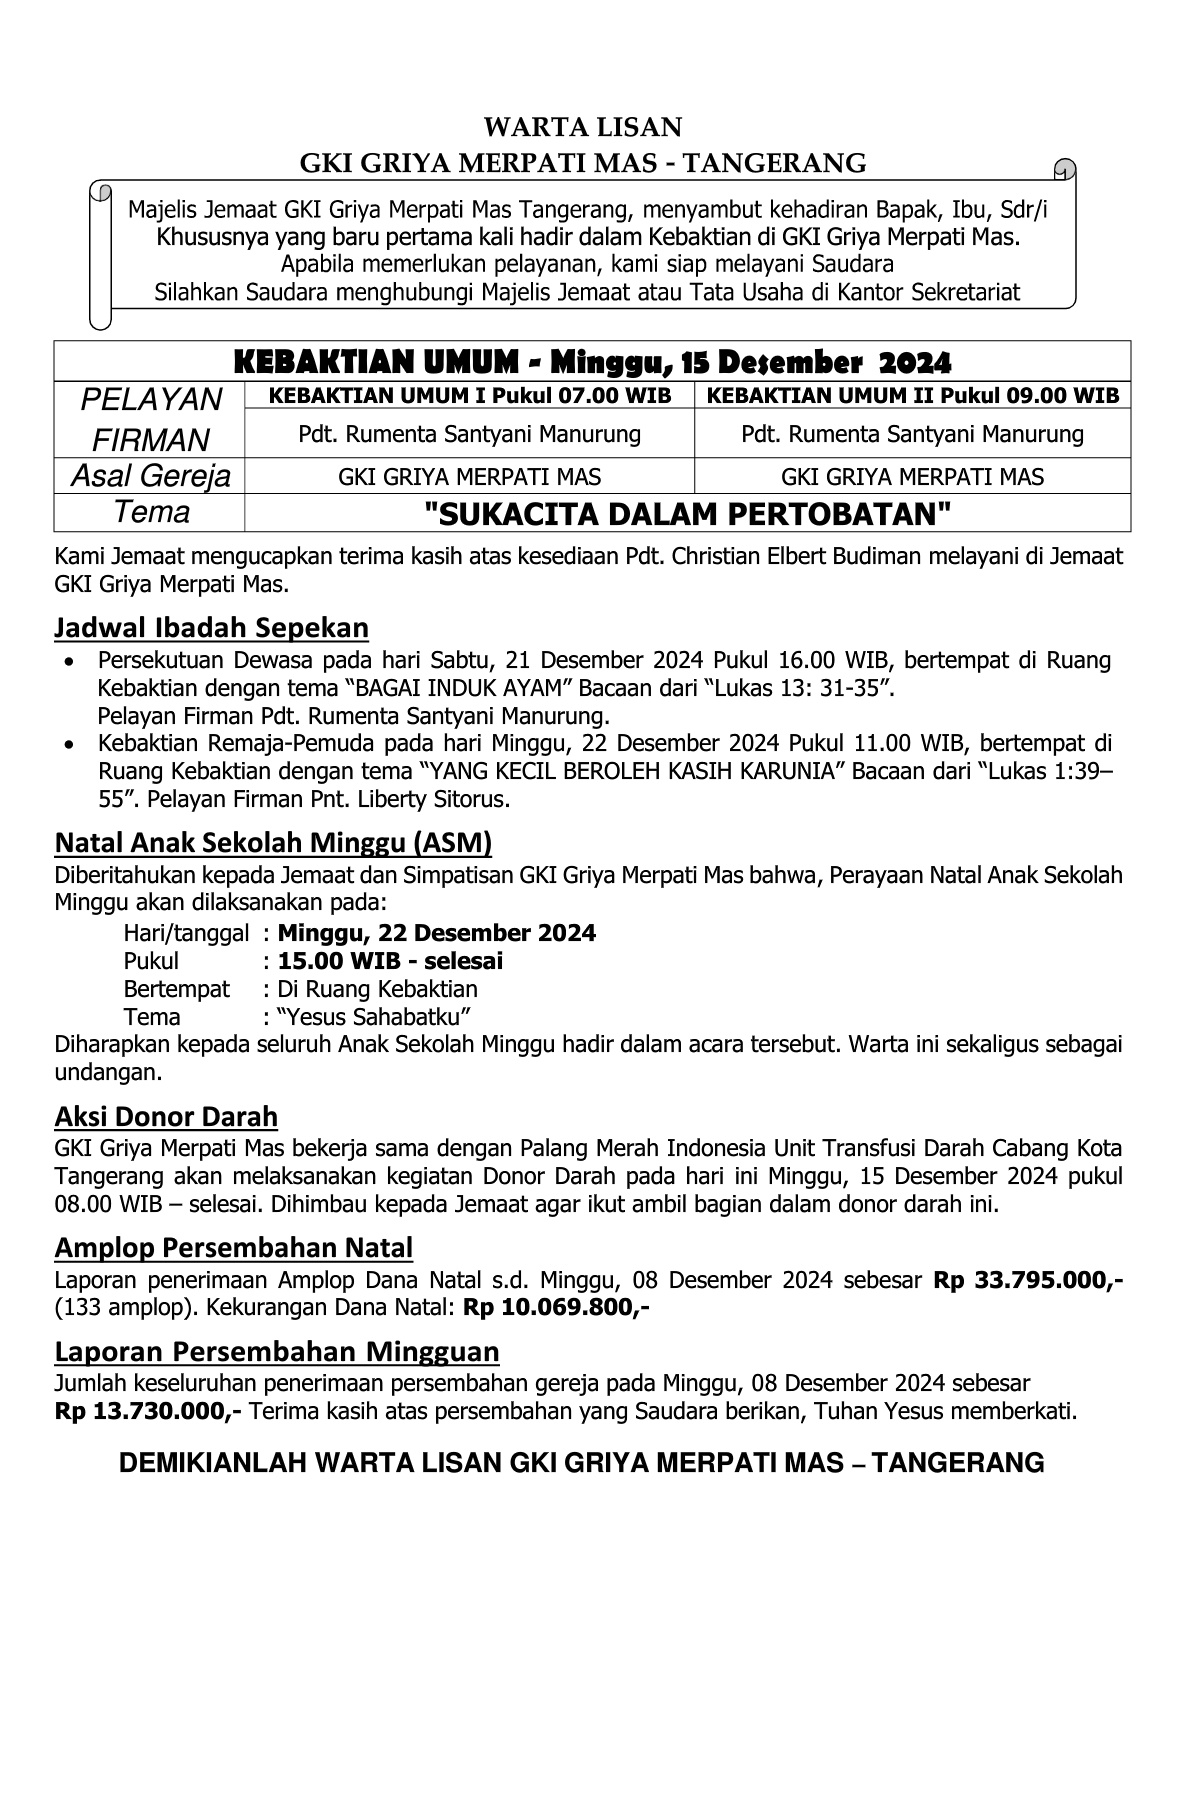 WARTA LISAN
GKI GRIYA MERPATI MAS - TANGERANG
Majelis Jemaat GKI Griya Merpati Mas Tangerang, menyambut kehadiran Bapak, Ibu, Sdr/i
Khususnya yang baru pertama kali hadir dalam Kebaktian di GKI Griya Merpati Mas.
Apabila memerlukan pelayanan, kami siap melayani Saudara
Silahkan Saudara menghubungi Majelis Jemaat atau Tata Usaha di Kantor Sekretariat
KEBAKTIAN UMUM - Minggu, 15 Desember 2024
PELAYAN FIRMAN
KEBAKTIAN UMUM I Pukul 07.00 WIB KEBAKTIAN UMUM II Pukul 09.00 WIB
Pdt. Rumenta Santyani Manurung Pdt. Rumenta Santyani Manurung
Asal Gereja GKI GRIYA MERPATI MAS GKI GRIYA MERPATI MAS
Tema "SUKACITA DALAM PERTOBATAN"
Kami Jemaat mengucapkan terima kasih atas kesediaan Pdt. Christian Elbert Budiman melayani di Jemaat
GKI Griya Merpati Mas.
Jadwal Ibadah Sepekan
• Persekutuan Dewasa pada hari Sabtu, 21 Desember 2024 Pukul 16.00 WIB, bertempat di Ruang
Kebaktian dengan tema “BAGAI INDUK AYAM” Bacaan dari “Lukas 13: 31-35”.
Pelayan Firman Pdt. Rumenta Santyani Manurung.
• Kebaktian Remaja-Pemuda pada hari Minggu, 22 Desember 2024 Pukul 11.00 WIB, bertempat di
Ruang Kebaktian dengan tema “YANG KECIL BEROLEH KASIH KARUNIA” Bacaan dari “Lukas 1:39–
55”. Pelayan Firman Pnt. Liberty Sitorus.
Natal Anak Sekolah Minggu (ASM)
Diberitahukan kepada Jemaat dan Simpatisan GKI Griya Merpati Mas bahwa, Perayaan Natal Anak Sekolah
Minggu akan dilaksanakan pada:
Hari/tanggal : Minggu, 22 Desember 2024
Pukul : 15.00 WIB - selesai
Bertempat : Di Ruang Kebaktian
Tema : “Yesus Sahabatku”
Diharapkan kepada seluruh Anak Sekolah Minggu hadir dalam acara tersebut. Warta ini sekaligus sebagai
undangan.
Aksi Donor Darah
GKI Griya Merpati Mas bekerja sama dengan Palang Merah Indonesia Unit Transfusi Darah Cabang Kota
Tangerang akan melaksanakan kegiatan Donor Darah pada hari ini Minggu, 15 Desember 2024 pukul
08.00 WIB – selesai. Dihimbau kepada Jemaat agar ikut ambil bagian dalam donor darah ini.
Amplop Persembahan Natal
Laporan penerimaan Amplop Dana Natal s.d. Minggu, 08 Desember 2024 sebesar Rp 33.795.000,-
(133 amplop). Kekurangan Dana Natal: Rp 10.069.800,-
Laporan Persembahan Mingguan
Jumlah keseluruhan penerimaan persembahan gereja pada Minggu, 08 Desember 2024 sebesar
Rp 13.730.000,- Terima kasih atas persembahan yang Saudara berikan, Tuhan Yesus memberkati.
DEMIKIANLAH WARTA LISAN GKI GRIYA MERPATI MAS – TANGERANG